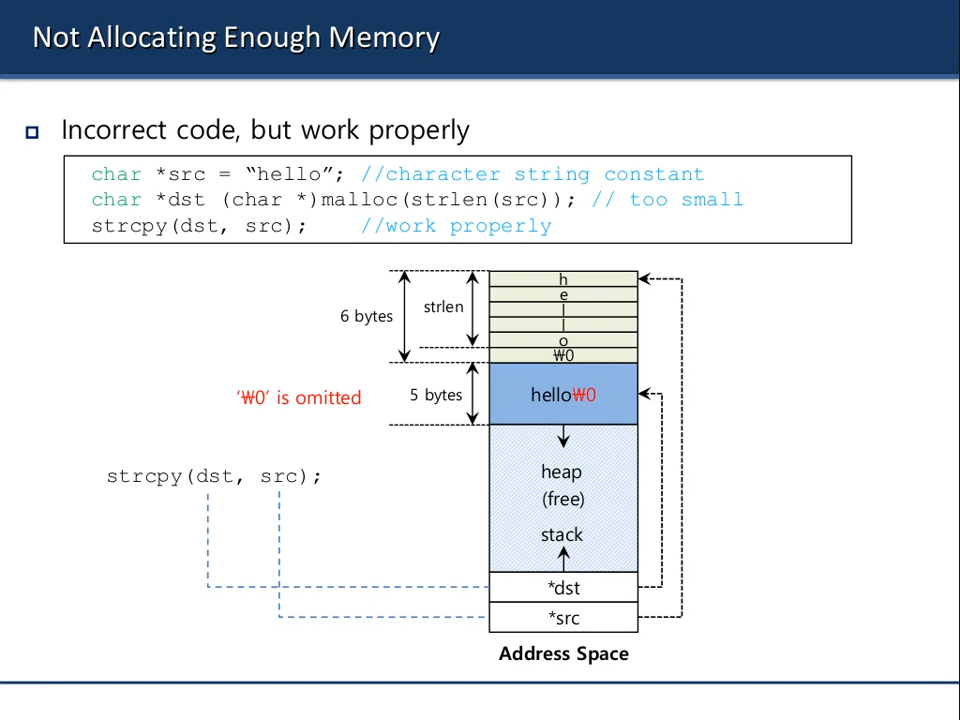 Not Allocating Enough Memory
Incorrect code, but work properly
char *src = “hello”; //character string constant
char *dst (char *)malloc(strlen(src)); // too small
strcpy(dst, src); //work properly
h
e
l
l
o
₩0
6 bytes
strlen
‘₩0’ is omitted
5 bytes
hello₩0
strcpy(dst, src);
heap
(free)
stack
*dst
*src
Address Space